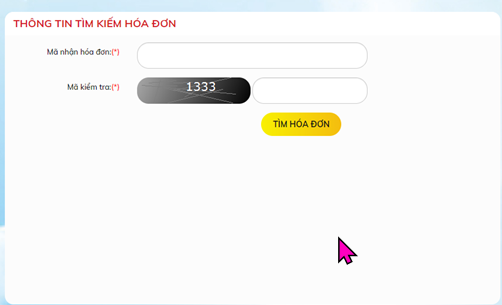 THÔNG TIN TÌM KIẾM HÓA ĐƠN
Mã nhận hóa đơn:(*)
Mã kiểm tra:(*) 1333
TÌM HÓA ĐƠN